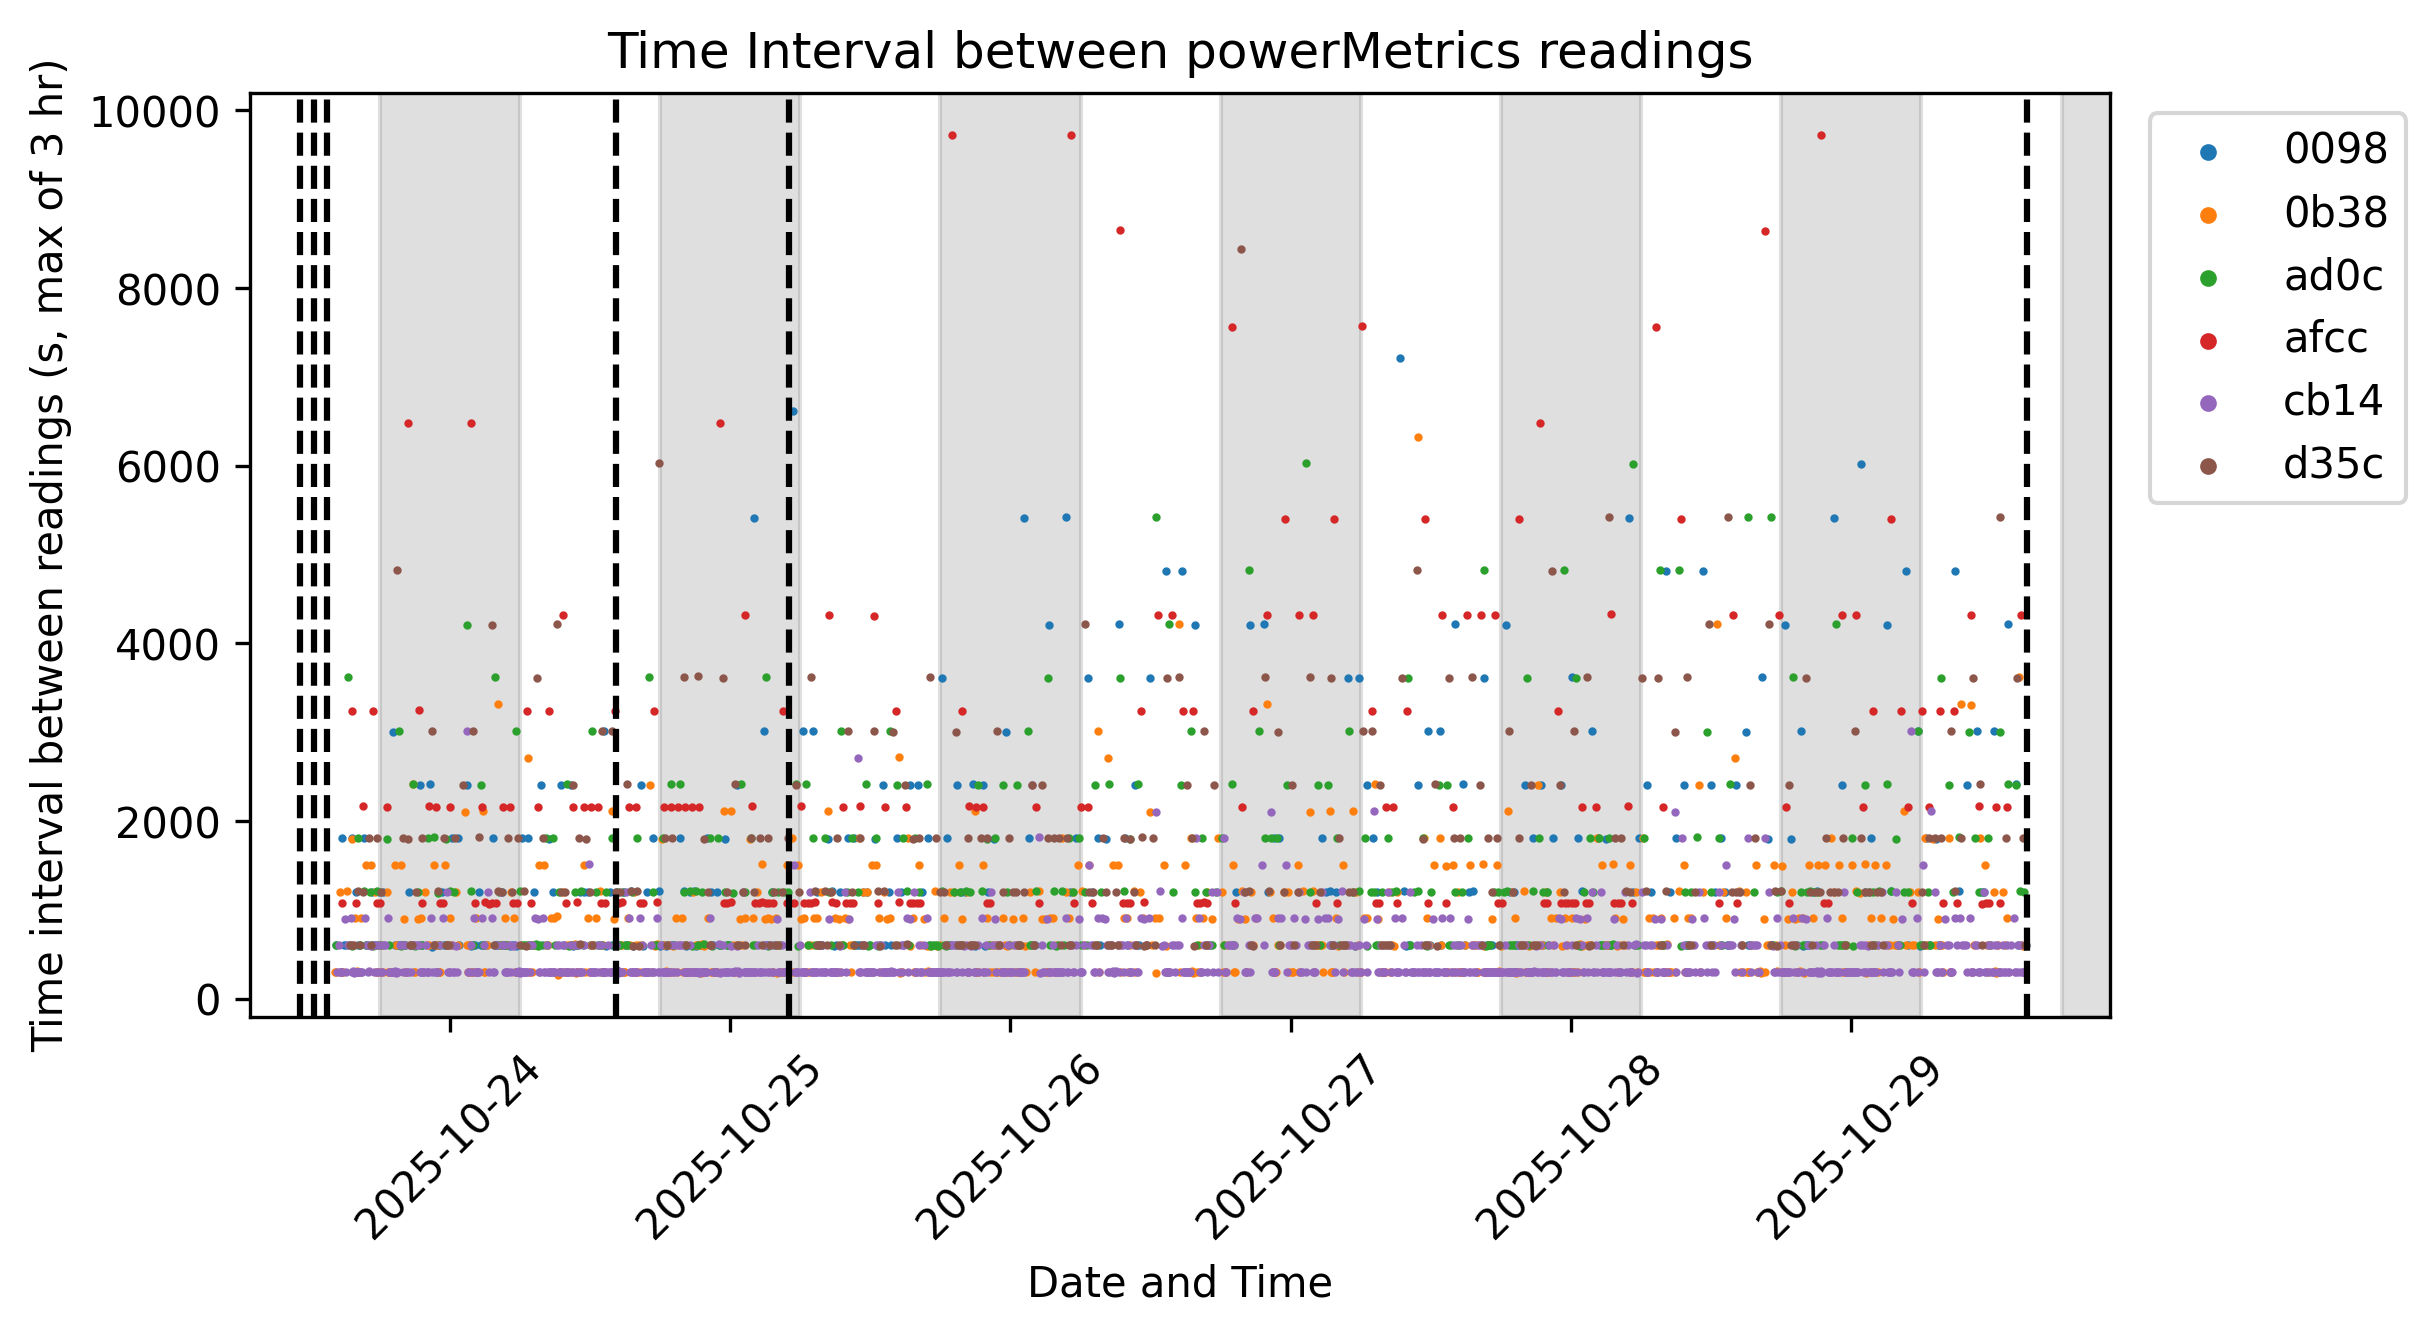 Time Interval between powerMetrics readings
Time interval between readings (s, max of 3 hr)
10000
8000
6000
4000
2000
0
2025-10-24
2025-10-25
2025-10-26
2025-10-27
2025-10-28
2025-10-29
Date and Time
0098
0b38
ad0c
afcc
cb14
d35c